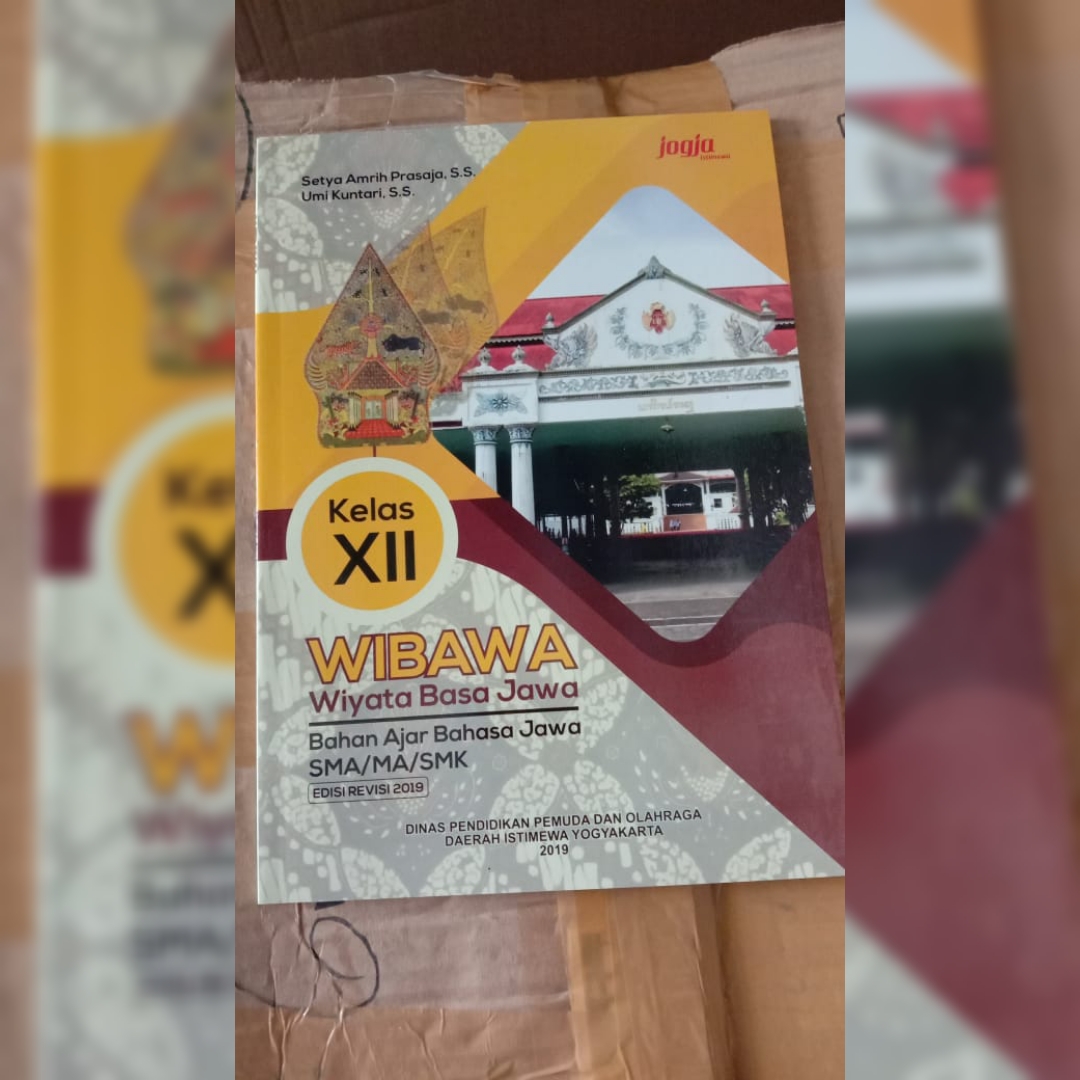 Setya Amrih Prasaja, S.S.
Umi Kuntari, S.S.
jogja
Kelas
XII
WIBAWA
Wiyata Basa Jawa
Bahan Ajar Bahasa Jawa
SMA/MA/SMK
EDISI REVISI 2019
DINAS PENDIDIKAN PEMUDA DAN OLAHRAGA
DAERAH ISTIMEWA YOGYAKARTA
2019